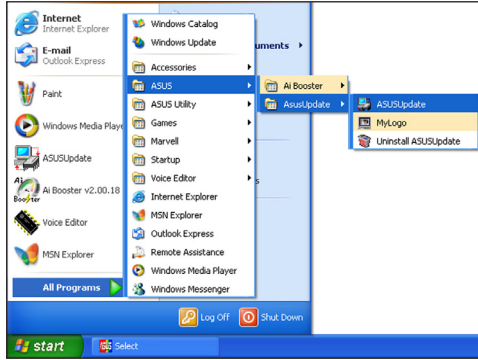 Internet
Internet Explorer
E-mail
Outlook Express
Paint
Windows Media Playe
ASUSUpdate
Ai Booster v2.00.18
Voice Editor
MSN Explorer
All Programs
Windows Catalog
Windows Update
Accessories
ASUS
ASUS Utility
Games
Marvell
Startup
Voice Editor
Internet Explorer
MSN Explorer
Outlook Express
Remote Assistance
Windows Media Player
Windows Messenger
uments
s
Ai Booster
AsusUpdate
ASUSUpdate
MyLogo
Uninstall ASUSUpdate
Log Off
Shut Down
start
Select